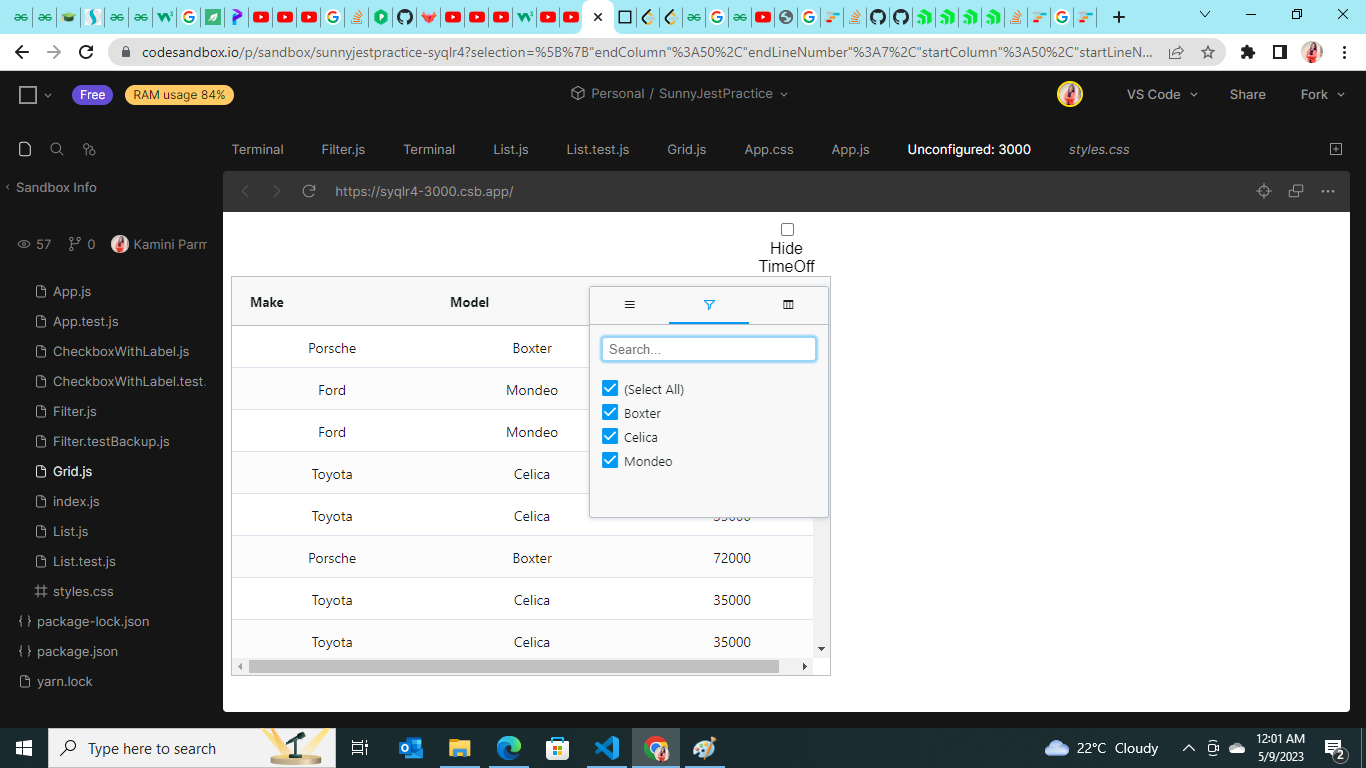 codesandbox.io/p/sandbox/sunnyjestpractice-syqlr4?selection=%5B%7B"endColumn"%3A50%2C"endLineNumber"%3A7%2C"startColumn"%3A50%2C"startLineN...
Free
RAM usage 84%
Personal / SunnyJestPractice
VS Code
Share
Fork
Terminal
Filter.js
Terminal
List.js
List.test.js
Grid.js
App.css
App.js
Unconfigured: 3000
styles.css
Sandbox Info
https://syqlr4-3000.csb.app/
57
0
Kamini Parm
App.js
App.test.js
CheckboxWithLabel.js
CheckboxWithLabel.test.
Filter.js
Filter.testBackup.js
Grid.js
index.js
List.js
List.test.js
styles.css
package-lock.json
package.json
yarn.lock
Hide
TimeOff
Make Model
Porsche Boxter
Ford Mondeo
Ford Mondeo
Toyota Celica
Toyota Celica 35000
Porsche Boxter 72000
Toyota Celica 35000
Toyota Celica 35000
Search...
(Select All)
Boxter
Celica
Mondeo
Type here to search
22°C Cloudy
12:01 AM
5/9/2023
2